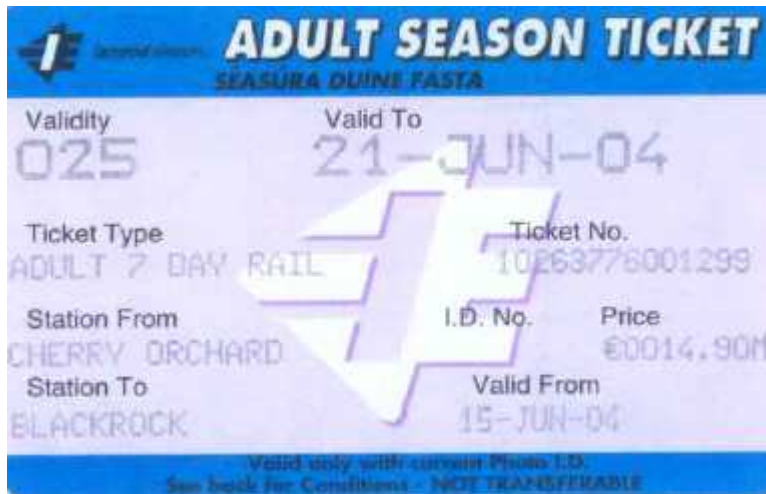 ADULT SEASON TICKET
SEASÚRA DUINE FASTA
Validity Valid To
025 21-JUN-04
Ticket Type Ticket No.
ADULT 7 DAY RAIL 10263776001299
Station From I.D. No. Price
CHERRY ORCHARD €0014.90M
Station To Valid From
BLACKROCK 15-JUN-04
Valid only with current Photo I.D.
See back for Conditions - NOT TRANSFERABLE